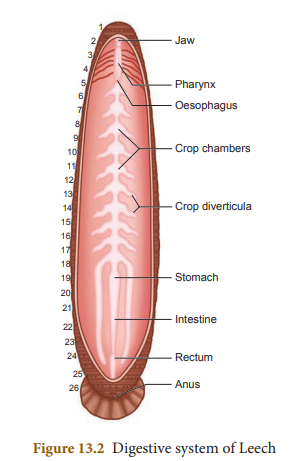 1
2
3
4
5
6
7
8
9
10
11
12
13
14
15
16
17
18
19
20
21
22
23
24
25
26
Jaw
Pharynx
Oesophagus
Crop chambers
Crop diverticula
Stomach
Intestine
Rectum
Anus
Figure 13.2 Digestive system of Leech